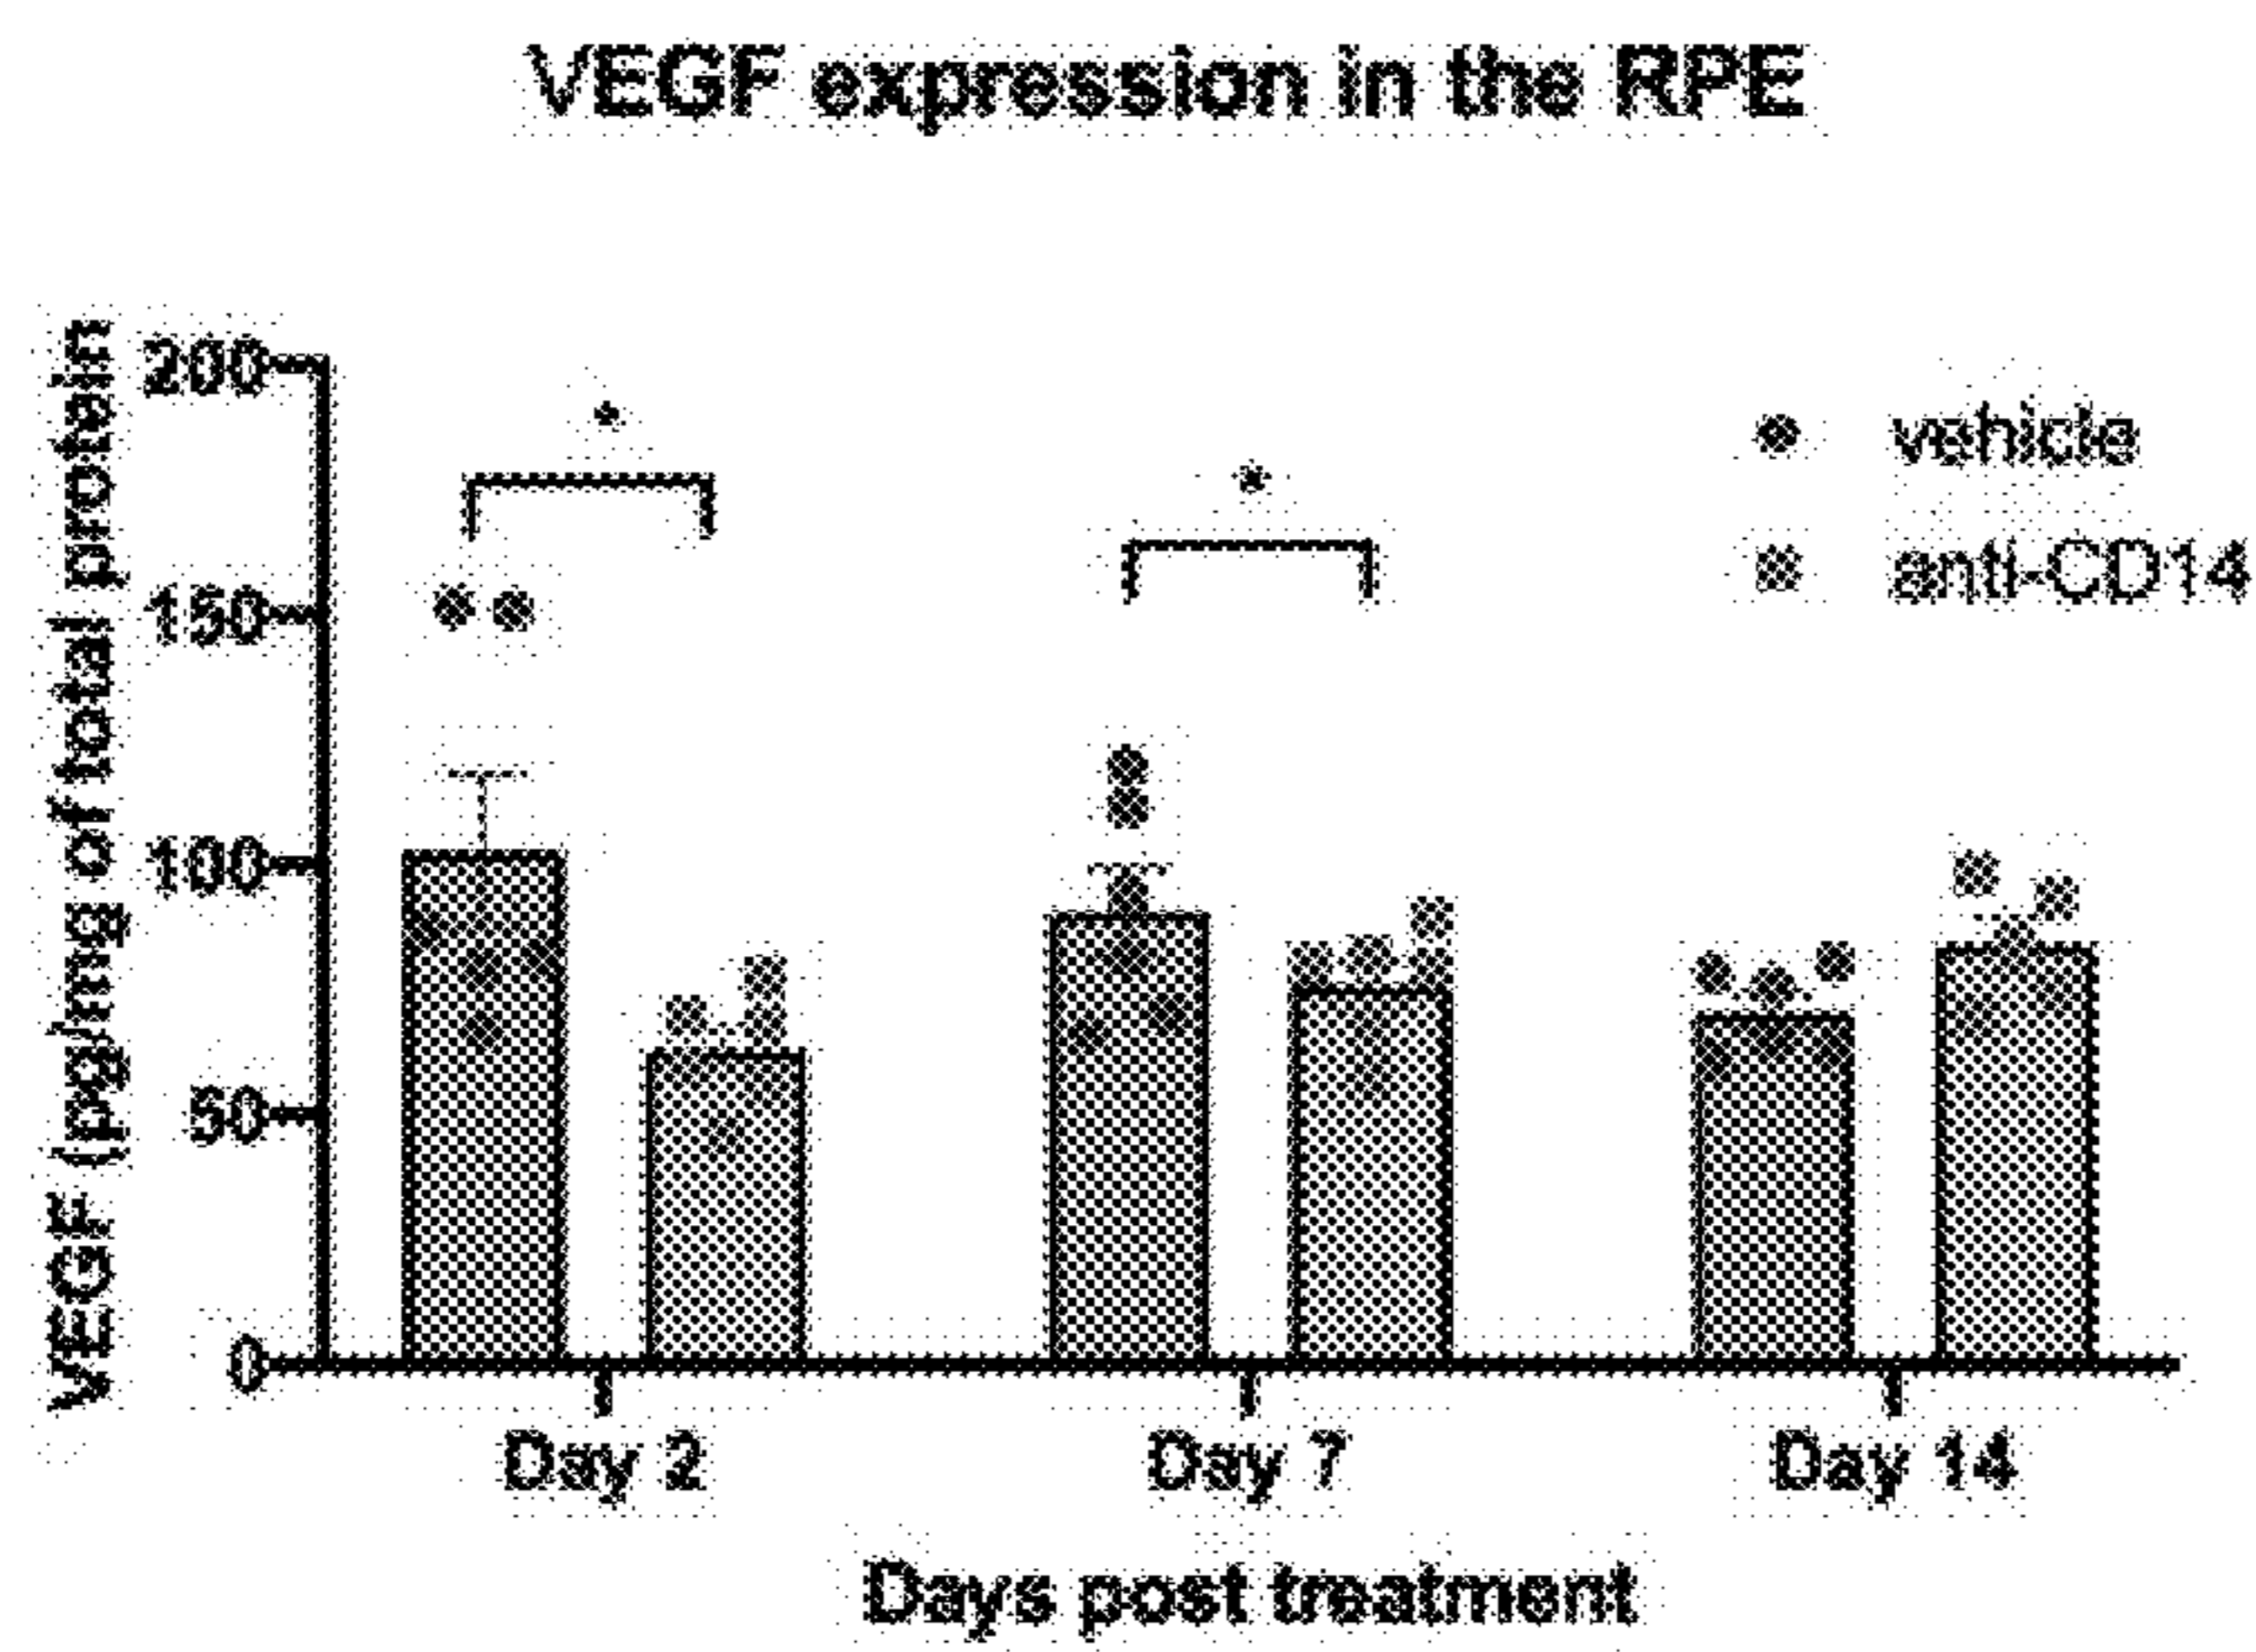 VEGF expression in the RPE
VEGF (pg/mg of total protein
200
150
100
50
0
*
*
vehicle
anti-CD14
Day 2
Day 7
Day 14
Days post treatment